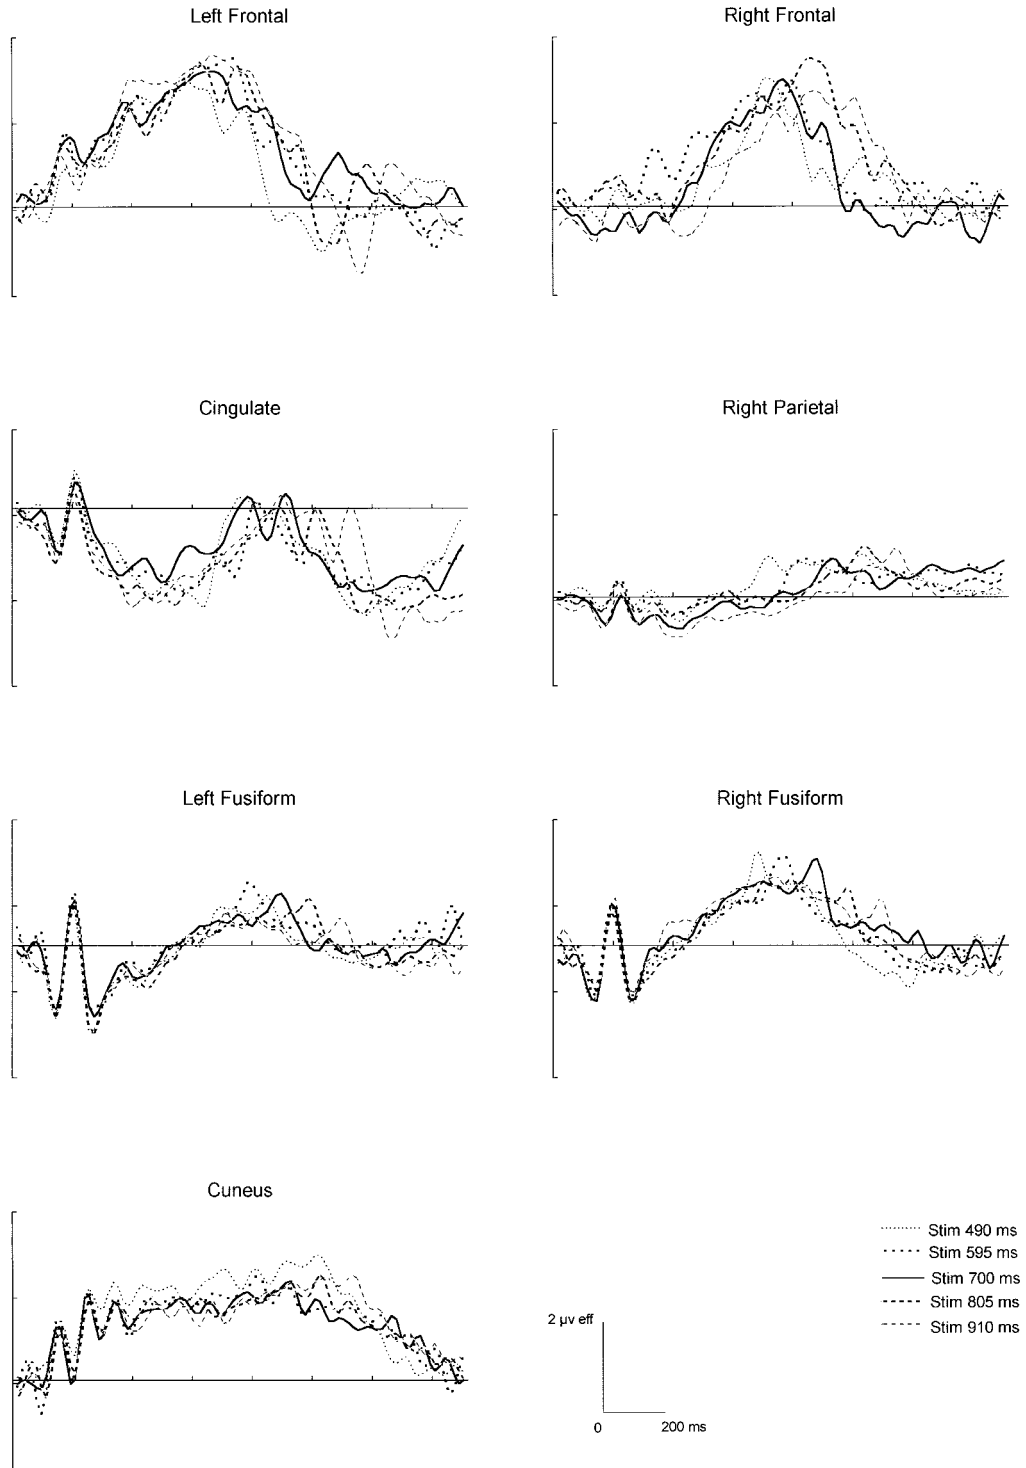 Left Frontal
Right Frontal
Cingulate
Right Parietal
Left Fusiform
Right Fusiform
Cuneus
Stim 490 ms
Stim 595 ms
Stim 700 ms
Stim 805 ms
Stim 910 ms
2 µv eff
0
200 ms